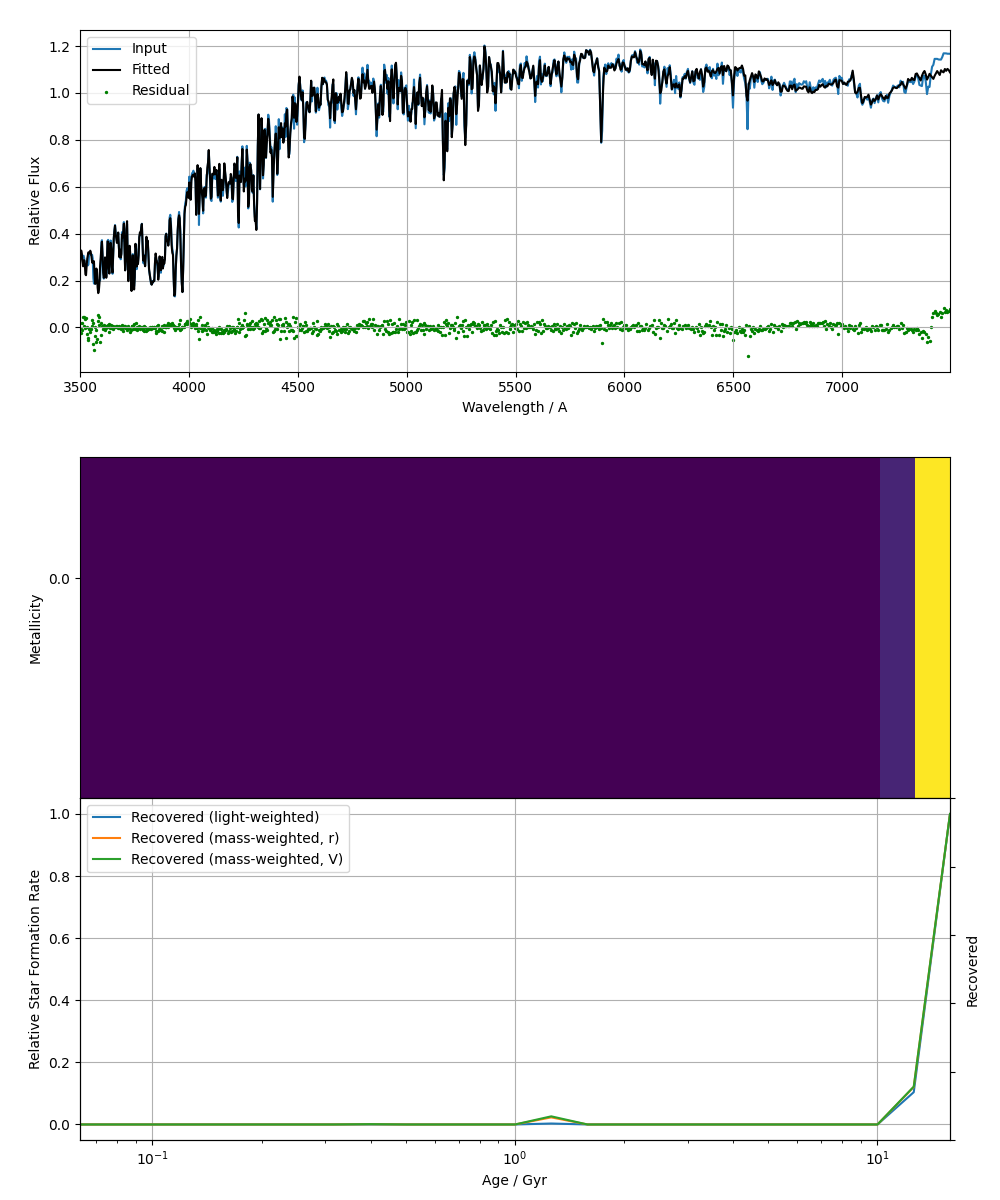 Input
Fitted
Residual
1.2
1.0
0.8
0.6
0.4
0.2
0.0
Relative Flux
3500 4000 4500 5000 5500 6000 6500 7000
Wavelength / A
0.0
Metallicity
Recovered (light-weighted)
Recovered (mass-weighted, r)
Recovered (mass-weighted, V)
1.0
0.8
0.6
0.4
0.2
0.0
Relative Star Formation Rate
Recovered
10⁻¹ 10⁰ 10¹
Age / Gyr